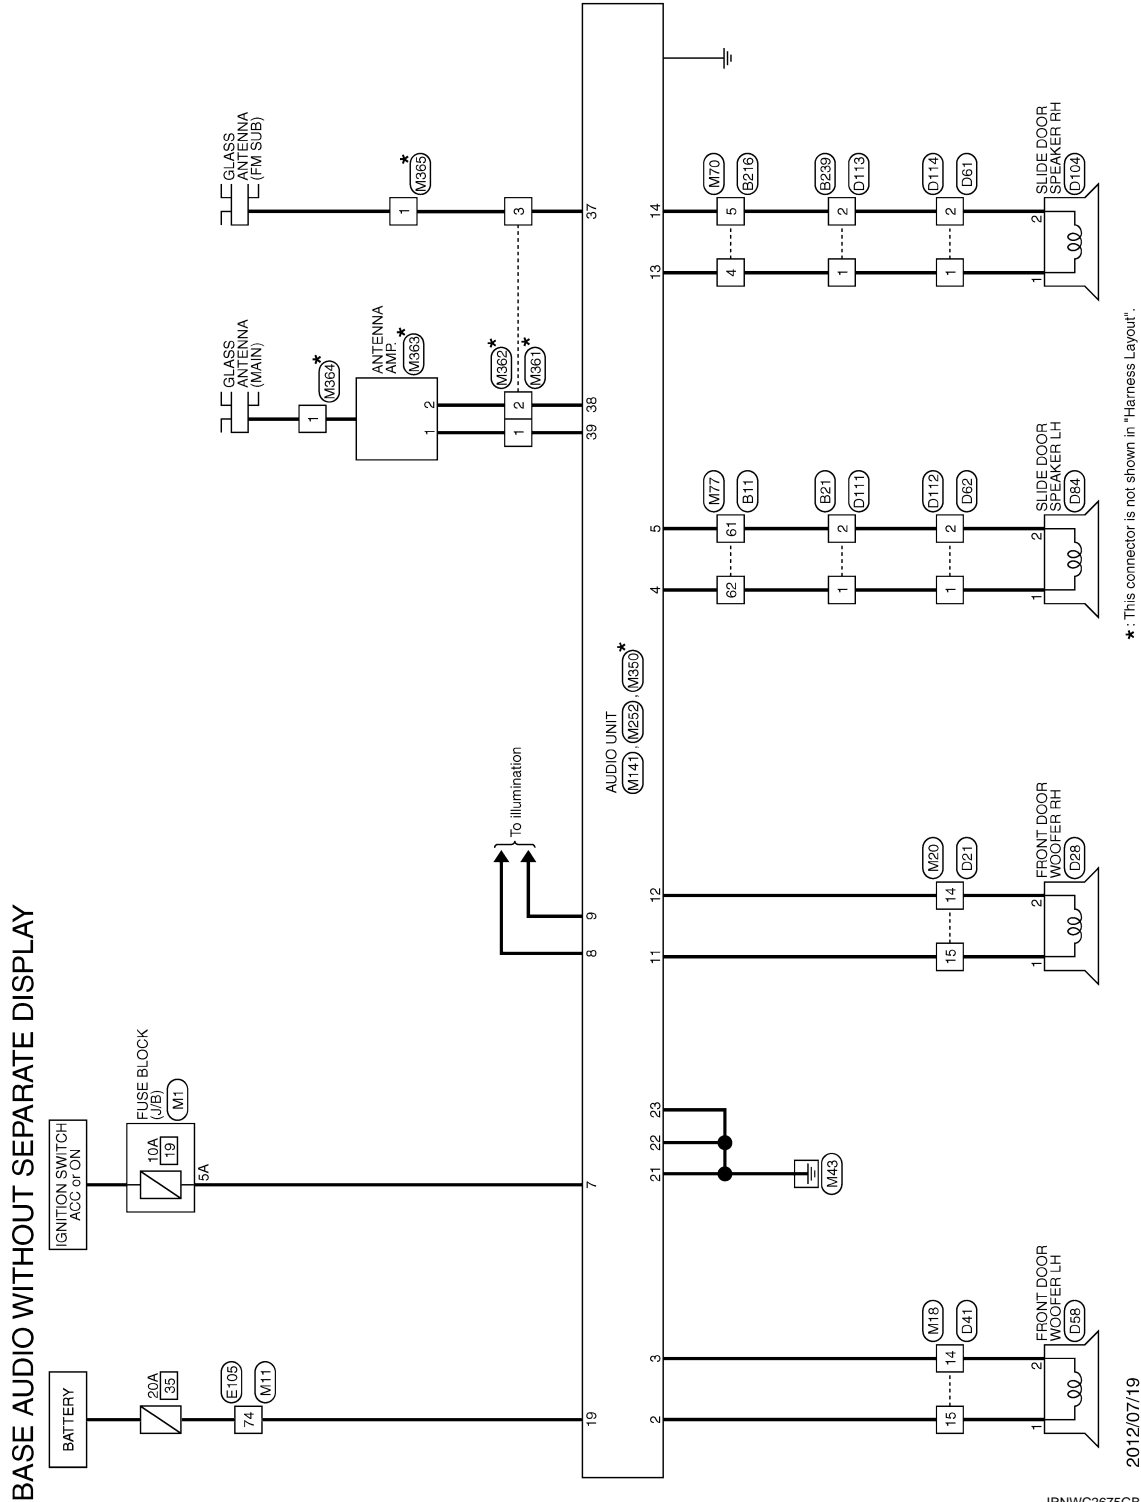 BASE AUDIO WITHOUT SEPARATE DISPLAY
BATTERY
20A
35
E105
74
M11
19
IGNITION SWITCH
ACC or ON
FUSE BLOCK
(J/B)
M1
10A
19
5A
7
To illumination
8
9
GLASS
ANTENNA
(MAIN)
1
M364
*
ANTENNA
AMP.
M363
*
1
2
M362
*
M361
*
1
2
39
38
GLASS
ANTENNA
(FM SUB)
1
M365
*
3
37
AUDIO UNIT
M141 , M252 , M350
*
2
3
15
14
M18
D41
1
2
FRONT DOOR
WOOFER LH
D58
21
22
23
M43
11
12
15
14
M20
D21
1
2
FRONT DOOR
WOOFER RH
D28
4
5
62
61
M77
B11
1
2
B21
D111
1
2
D112
D62
1
2
SLIDE DOOR
SPEAKER LH
D84
13
14
4
5
M70
B216
1
2
B239
D113
1
2
D114
D61
1
2
SLIDE DOOR
SPEAKER RH
D104
* : This connector is not shown in "Harness Layout".
2012/07/19